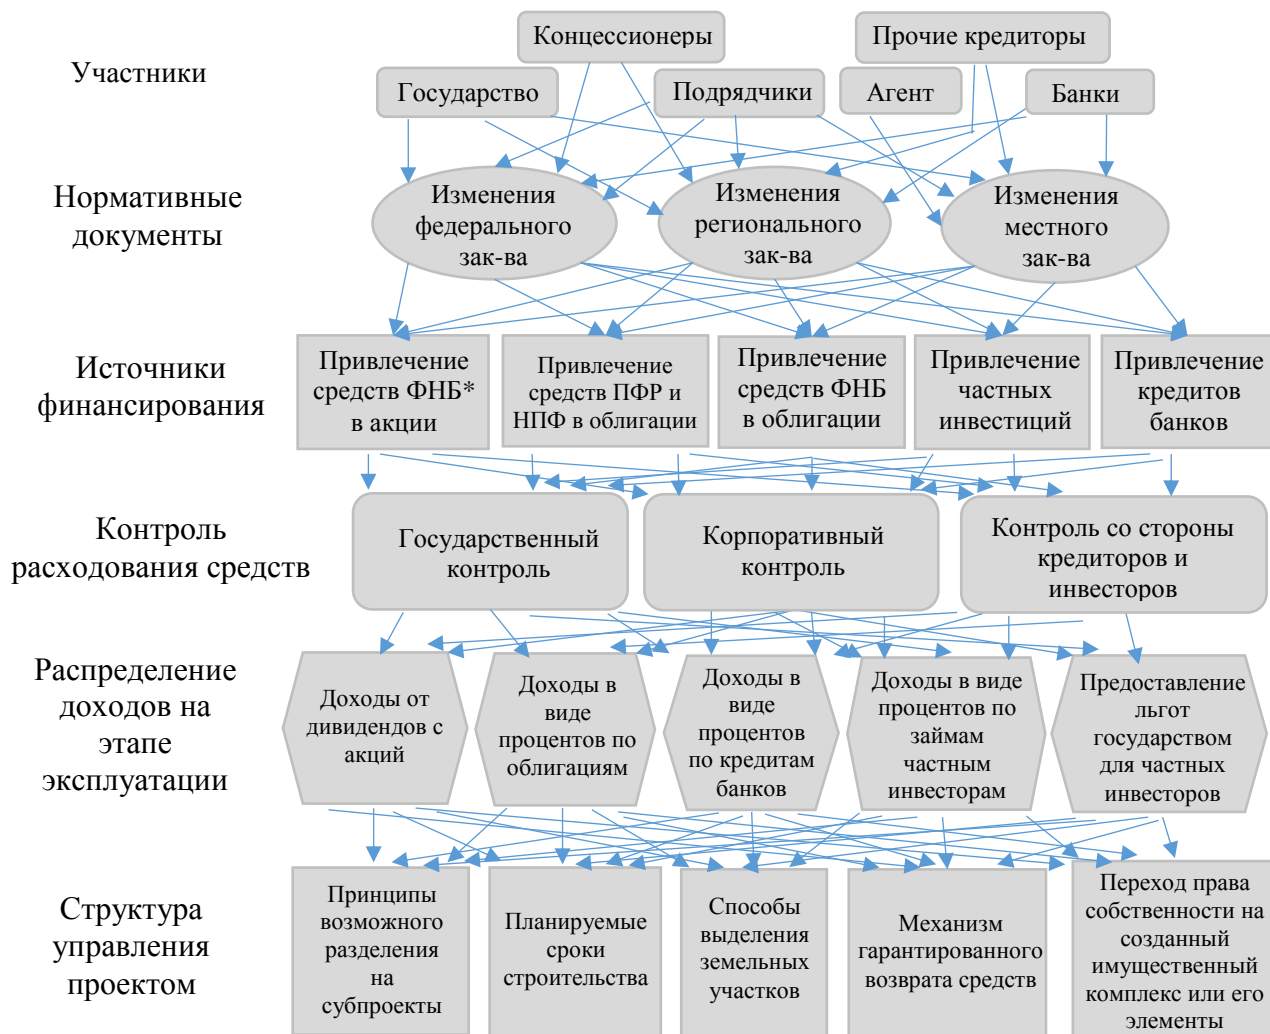 Участники
Концессионеры
Прочие кредиторы
Государство
Подрядчики
Агент
Банки
Нормативные
документы
Изменения
федерального
зак-ва
Изменения
регионального
зак-ва
Изменения
местного
зак-ва
Источники
финансирования
Привлечение
средств ФНБ*
в акции
Привлечение
средств ПФР и
НПФ в облигации
Привлечение
средств ФНБ
в облигации
Привлечение
частных
инвестиций
Привлечение
кредитов
банков
Контроль
расходования средств
Государственный
контроль
Корпоративный
контроль
Контроль со стороны
кредиторов и
инвесторов
Распределение
доходов на
этапе
эксплуатации
Доходы от
дивидендов с
акций
Доходы в
виде
процентов по
облигациям
Доходы в
виде
процентов
по кредитам
банков
Доходы в виде
процентов по
займам
частным
инвесторам
Предоставление
льгот
государством
для частных
инвесторов
Структура
управления
проектом
Принципы
возможного
разделения
на
субпроекты
Планируемые
сроки
строительства
Способы
выделения
земельных
участков
Механизм
гарантированного
возврата средств
Переход права
собственности на
созданный
имущественный
комплекс или его
элементы